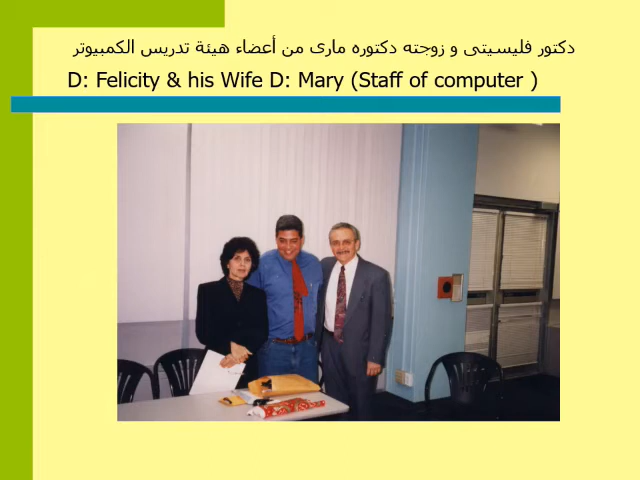 دكتور فليسيتى و زوجته دكتوره مارى من أعضاء هيئة تدريس الكمبيوتر
D: Felicity & his Wife D: Mary (Staff of computer )